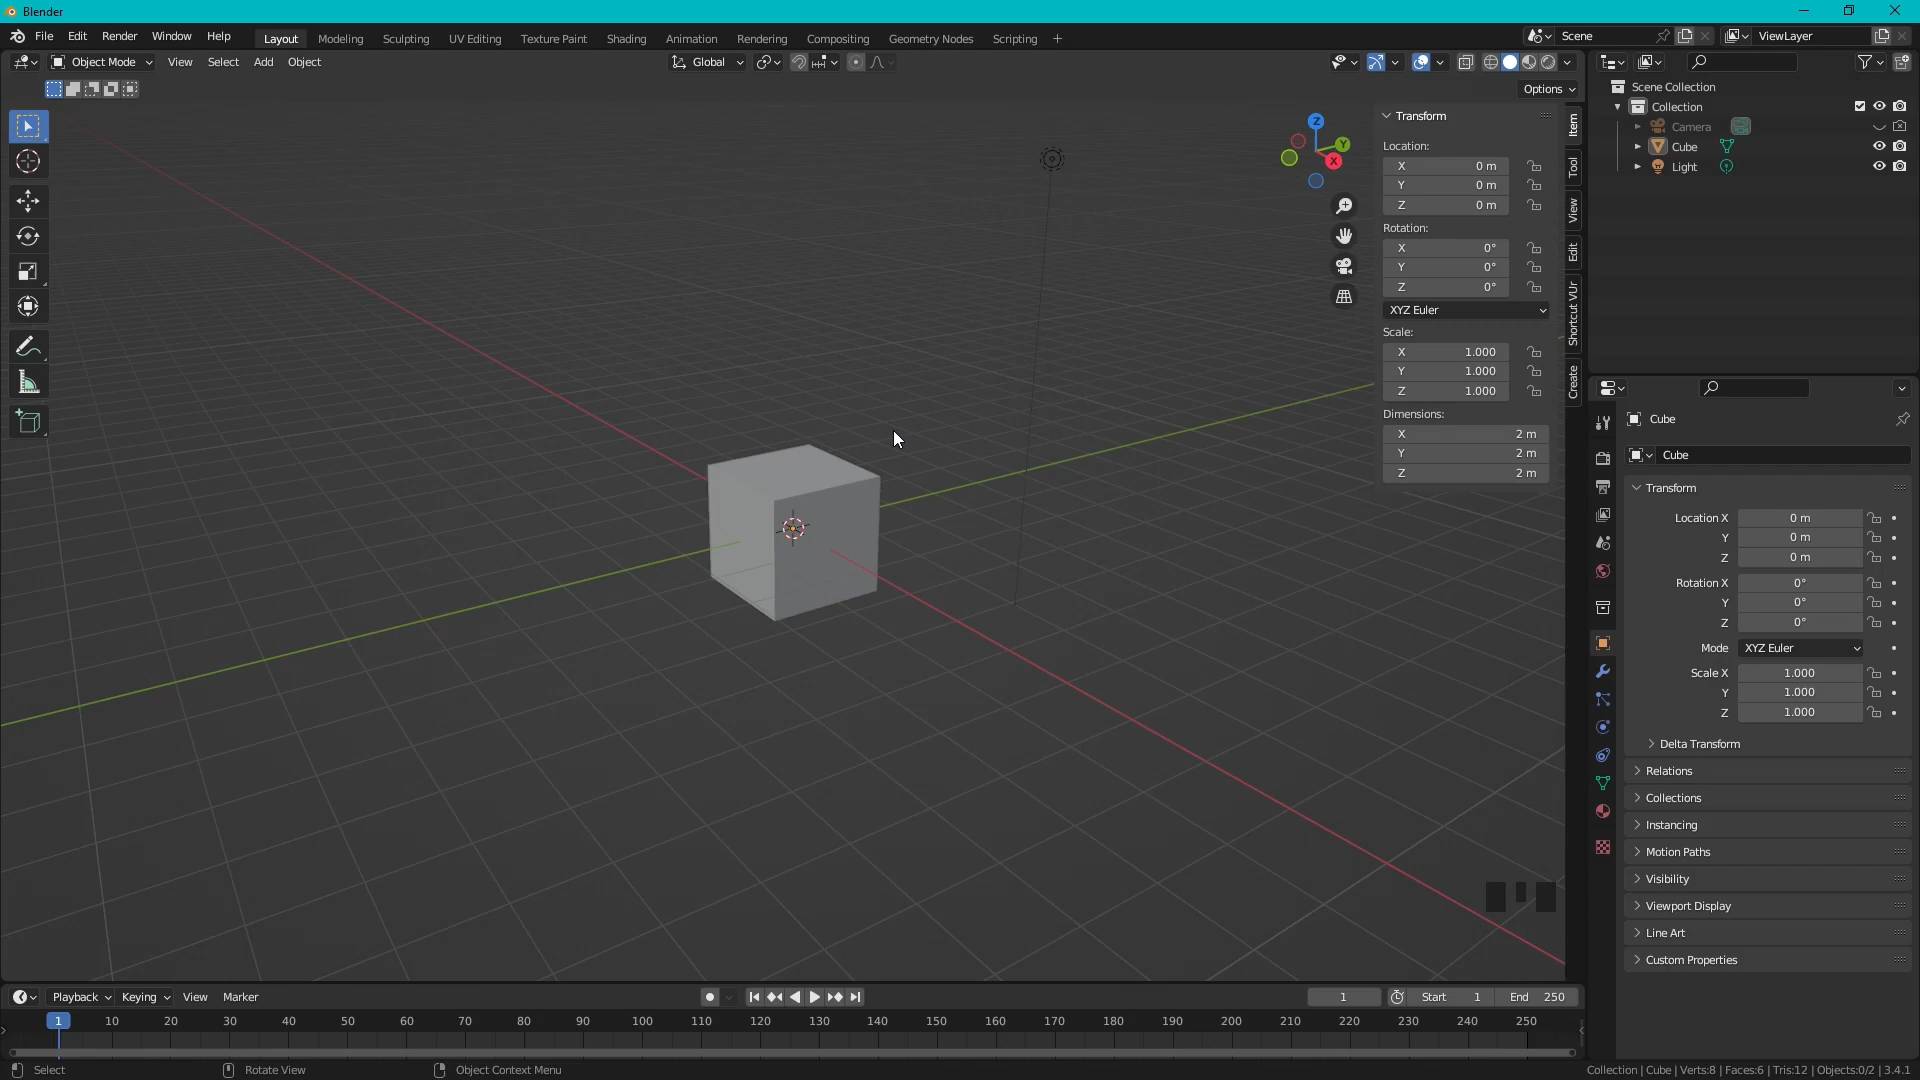 Blender
File Edit Render Window Help Layout Modeling Sculpting UV Editing Texture Paint Shading Animation Rendering Compositing Geometry Nodes Scripting + Scene ViewLayer
Object Mode View Select Add Object Global
Options
Transform
Location:
X 0 m
Y 0 m
Z 0 m
Rotation:
X 0°
Y 0°
Z 0°
XYZ Euler
Scale:
X 1.000
Y 1.000
Z 1.000
Dimensions:
X 2 m
Y 2 m
Z 2 m
Item
Tool
View
Edit
Shortcut VUr
Create
Z
Y
X
Scene Collection
Collection
Camera
Cube
Light
Cube
Cube
Transform
Location X 0 m
Y 0 m
Z 0 m
Rotation X 0°
Y 0°
Z 0°
Mode XYZ Euler
Scale X 1.000
Y 1.000
Z 1.000
Delta Transform
Relations
Collections
Instancing
Motion Paths
Visibility
Viewport Display
Line Art
Custom Properties
Playback Keying View Marker 1 Start 1 End 250
1 10 20 30 40 50 60 70 80 90 100 110 120 130 140 150 160 170 180 190 200 210 220 230 240 250
Select Rotate View Object Context Menu Collection | Cube | Verts:8 | Faces:6 | Tris:12 | Objects:0/2 | 3.4.1